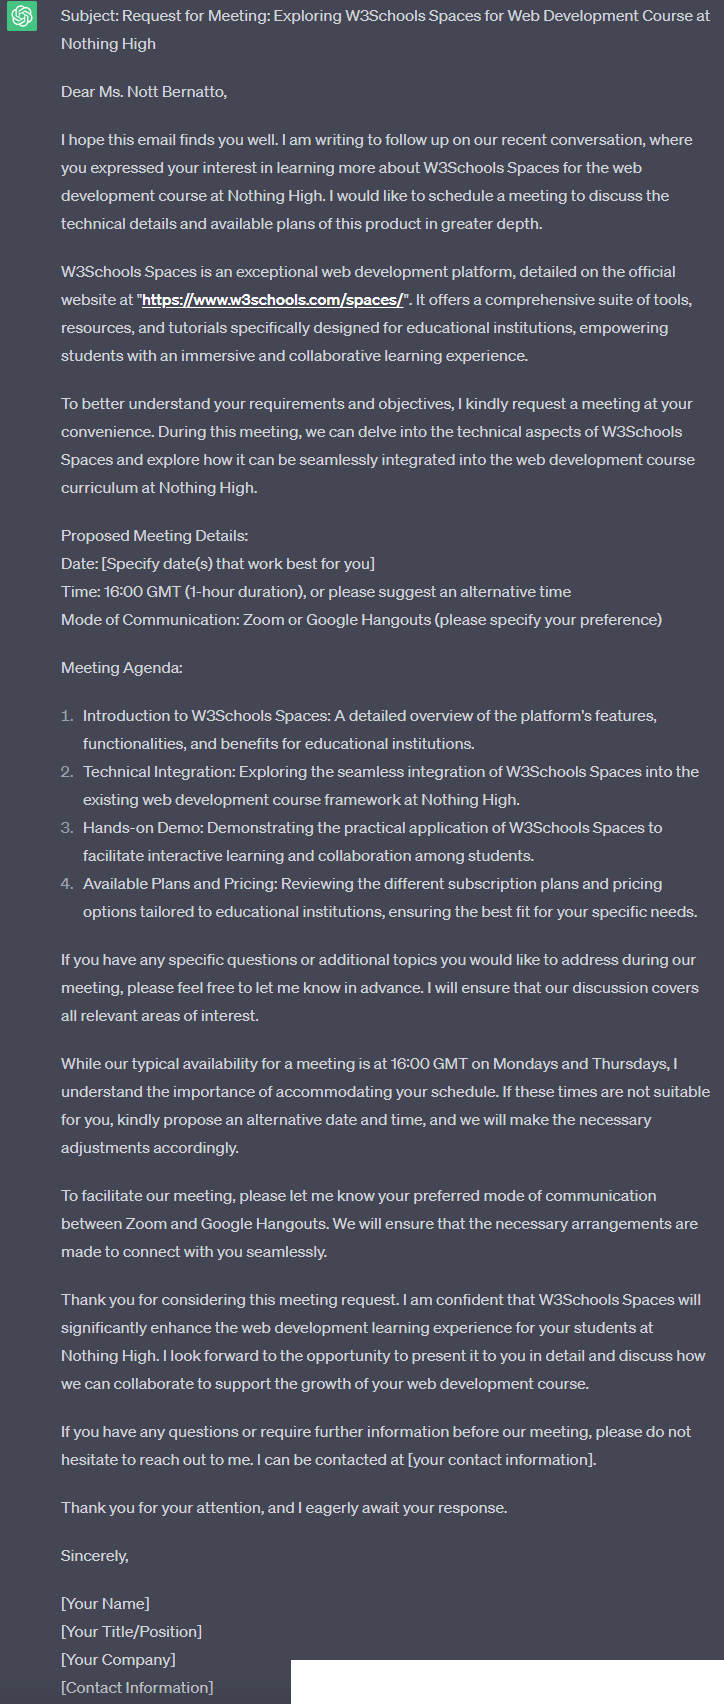 Subject: Request for Meeting: Exploring W3Schools Spaces for Web Development Course at
Nothing High
Dear Ms. Nott Bernatto,
I hope this email finds you well. I am writing to follow up on our recent conversation, where
you expressed your interest in learning more about W3Schools Spaces for the web
development course at Nothing High. I would like to schedule a meeting to discuss the
technical details and available plans of this product in greater depth.
W3Schools Spaces is an exceptional web development platform, detailed on the official
website at "https://www.w3schools.com/spaces/". It offers a comprehensive suite of tools,
resources, and tutorials specifically designed for educational institutions, empowering
students with an immersive and collaborative learning experience.
To better understand your requirements and objectives, I kindly request a meeting at your
convenience. During this meeting, we can delve into the technical aspects of W3Schools
Spaces and explore how it can be seamlessly integrated into the web development course
curriculum at Nothing High.
Proposed Meeting Details:
Date: [Specify date(s) that work best for you]
Time: 16:00 GMT (1-hour duration), or please suggest an alternative time
Mode of Communication: Zoom or Google Hangouts (please specify your preference)
Meeting Agenda:
1. Introduction to W3Schools Spaces: A detailed overview of the platform's features,
functionalities, and benefits for educational institutions.
2. Technical Integration: Exploring the seamless integration of W3Schools Spaces into the
existing web development course framework at Nothing High.
3. Hands-on Demo: Demonstrating the practical application of W3Schools Spaces to
facilitate interactive learning and collaboration among students.
4. Available Plans and Pricing: Reviewing the different subscription plans and pricing
options tailored to educational institutions, ensuring the best fit for your specific needs.
If you have any specific questions or additional topics you would like to address during our
meeting, please feel free to let me know in advance. I will ensure that our discussion covers
all relevant areas of interest.
While our typical availability for a meeting is at 16:00 GMT on Mondays and Thursdays, I
understand the importance of accommodating your schedule. If these times are not suitable
for you, kindly propose an alternative date and time, and we will make the necessary
adjustments accordingly.
To facilitate our meeting, please let me know your preferred mode of communication
between Zoom and Google Hangouts. We will ensure that the necessary arrangements are
made to connect with you seamlessly.
Thank you for considering this meeting request. I am confident that W3Schools Spaces will
significantly enhance the web development learning experience for your students at
Nothing High. I look forward to the opportunity to present it to you in detail and discuss how
we can collaborate to support the growth of your web development course.
If you have any questions or require further information before our meeting, please do not
hesitate to reach out to me. I can be contacted at [your contact information].
Thank you for your attention, and I eagerly await your response.
Sincerely,
[Your Name]
[Your Title/Position]
[Your Company]
[Contact Information]